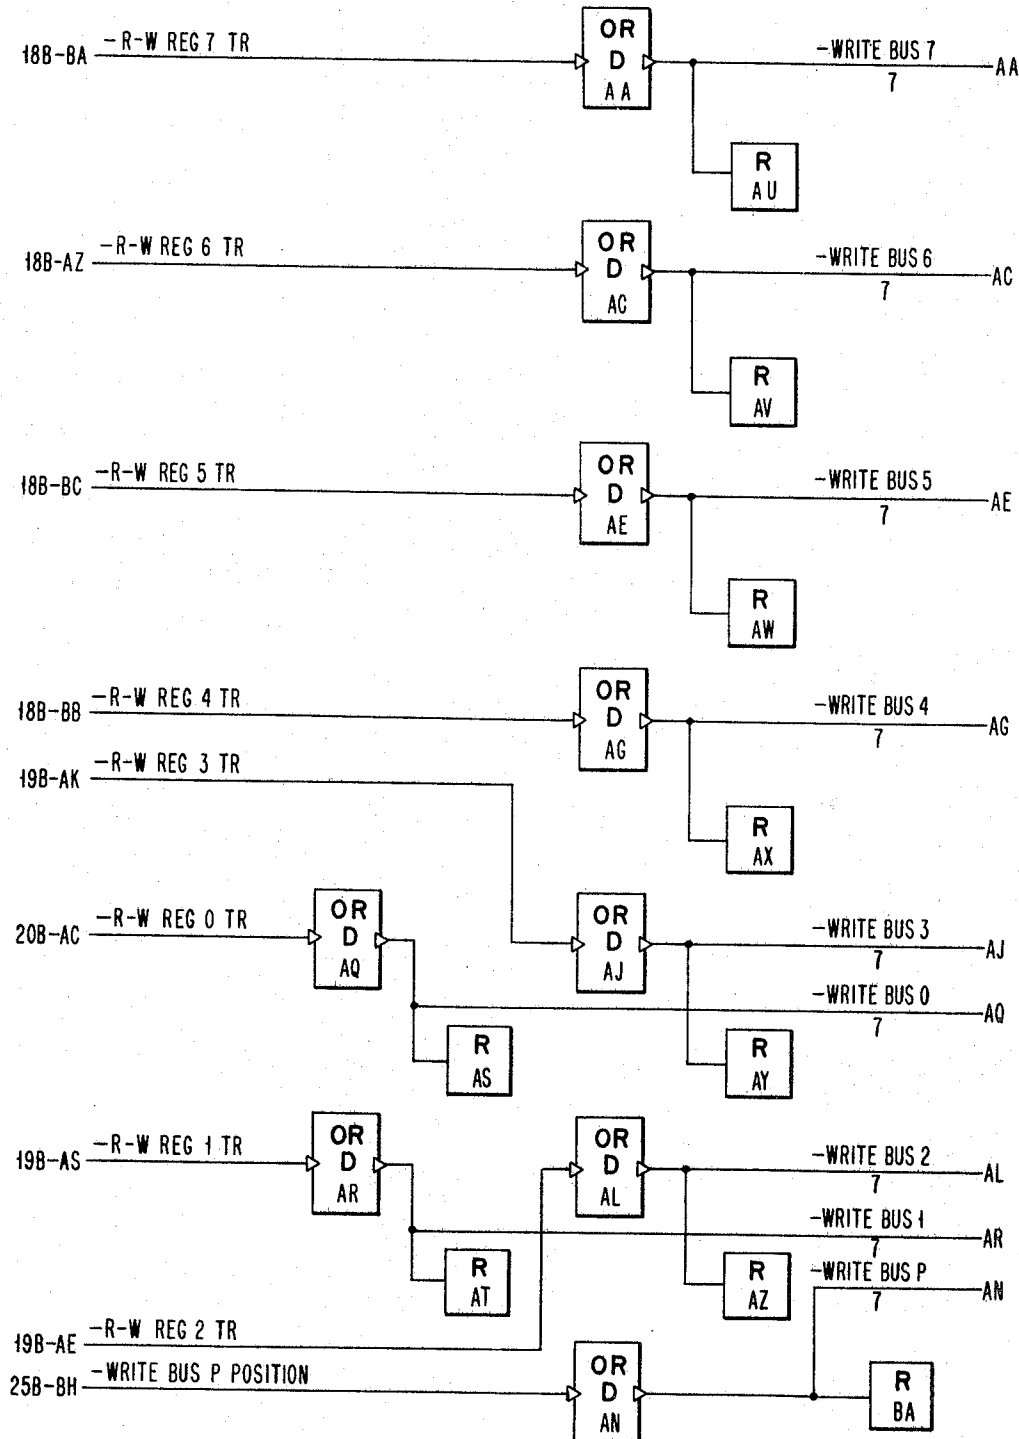 18B-BA -R-W REG 7 TR OR D AA -WRITE BUS 7 7 AA
R AU
18B-AZ -R-W REG 6 TR OR D AC -WRITE BUS 6 7 AC
R AV
18B-BC -R-W REG 5 TR OR D AE -WRITE BUS 5 7 AE
R AW
18B-BB -R-W REG 4 TR OR D AG -WRITE BUS 4 7 AG
19B-AK -R-W REG 3 TR
R AX
20B-AC -R-W REG 0 TR OR D AQ OR D AJ -WRITE BUS 3 7 AJ
-WRITE BUS 0 7 AQ
R AS R AY
19B-AS -R-W REG 1 TR OR D AR OR D AL -WRITE BUS 2 7 AL
-WRITE BUS 1 7 AR
R AT R AZ -WRITE BUS P 7 AN
19B-AE -R-W REG 2 TR
25B-BH -WRITE BUS P POSITION OR D AN R BA